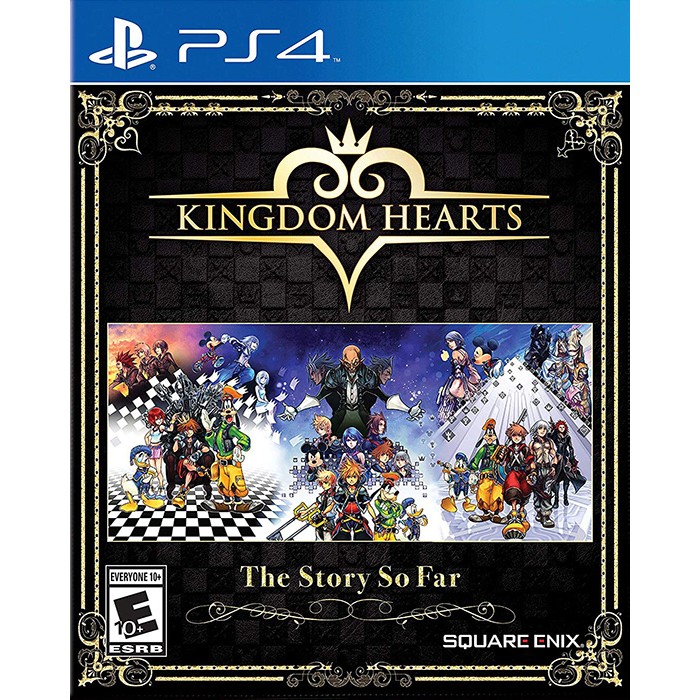 PS4
KINGDOM HEARTS
The Story So Far
EVERYONE 10+
E
10+
ESRB
SQUARE ENIX